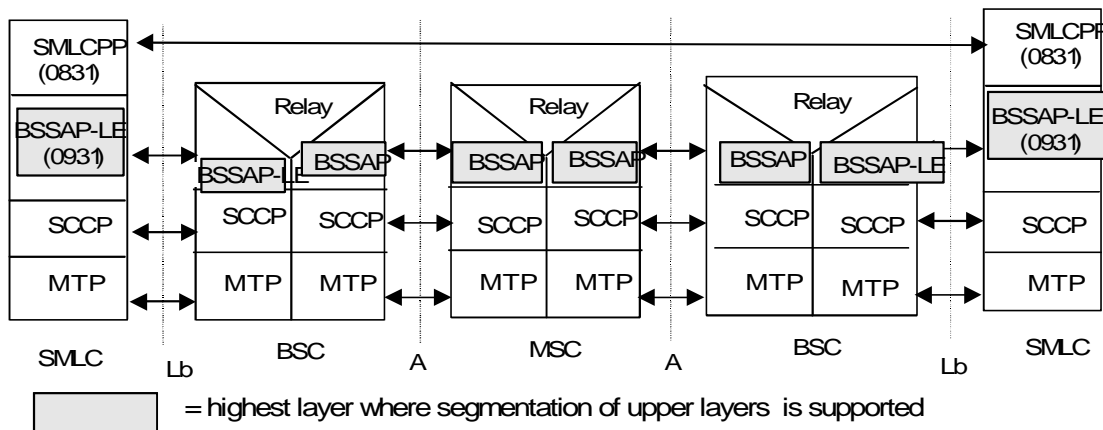 SMLCPP
(0831)
SMLCPP
(0831)
Relay
Relay
Relay
BSSAP-LE
(0931)
BSSAP-LE
BSSAP
BSSAP
BSSAP
BSSAP
BSSAP-LE
BSSAP-LE
(0931)
SCCP
SCCP
SCCP
SCCP
SCCP
SCCP
SCCP
SCCP
MTP
MTP
MTP
MTP
MTP
MTP
MTP
MTP
SMLC
Lb
BSC
A
MSC
A
BSC
Lb
SMLC
= highest layer where segmentation of upper layers is supported